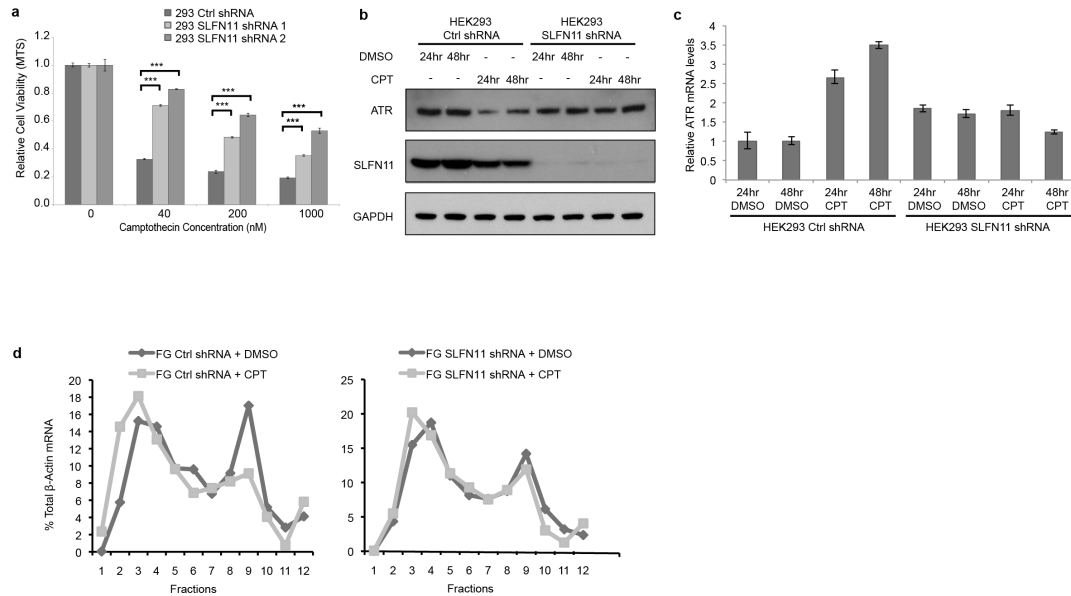 a
293 Ctrl shRNA
293 SLFN11 shRNA 1
293 SLFN11 shRNA 2
Relative Cell Viability (MTS)
1.2
1.0
0.8
0.6
0.4
0.2
0.0
*** ***
*** ***
*** ***
0 40 200 1000
Camptothecin Concentration (nM)
b
HEK293 HEK293
Ctrl shRNA SLFN11 shRNA
DMSO 24hr 48hr - - 24hr 48hr - -
CPT - - 24hr 48hr - - 24hr 48hr
ATR
SLFN11
GAPDH
c
Relative ATR mRNA levels
3.5
3
2.5
2
1.5
1
0.5
0
24hr 48hr 24hr 48hr 24hr 48hr 24hr 48hr
DMSO DMSO CPT CPT DMSO DMSO CPT CPT
HEK293 Ctrl shRNA HEK293 SLFN11 shRNA
d
FG Ctrl shRNA + DMSO
FG Ctrl shRNA + CPT
% Total β-Actin mRNA
20
18
16
14
12
10
8
6
4
2
0
1 2 3 4 5 6 7 8 9 10 11 12
Fractions
FG SLFN11 shRNA + DMSO
FG SLFN11 shRNA + CPT
25
20
15
10
5
0
1 2 3 4 5 6 7 8 9 10 11 12
Fractions